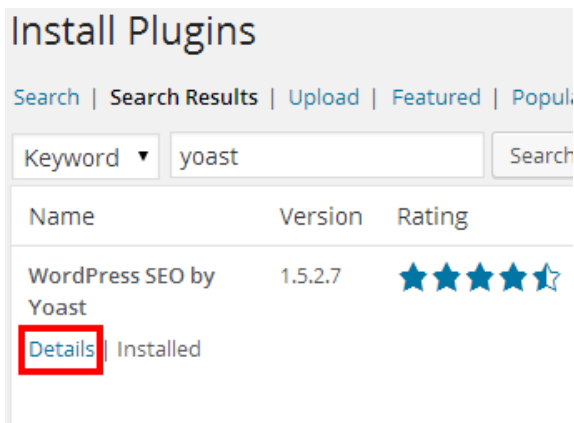 Install Plugins
Search | Search Results | Upload | Featured |
Keyword yoast Search
Name Version Rating
WordPress SEO by 1.5.2.7
Yoast
Details | Installed